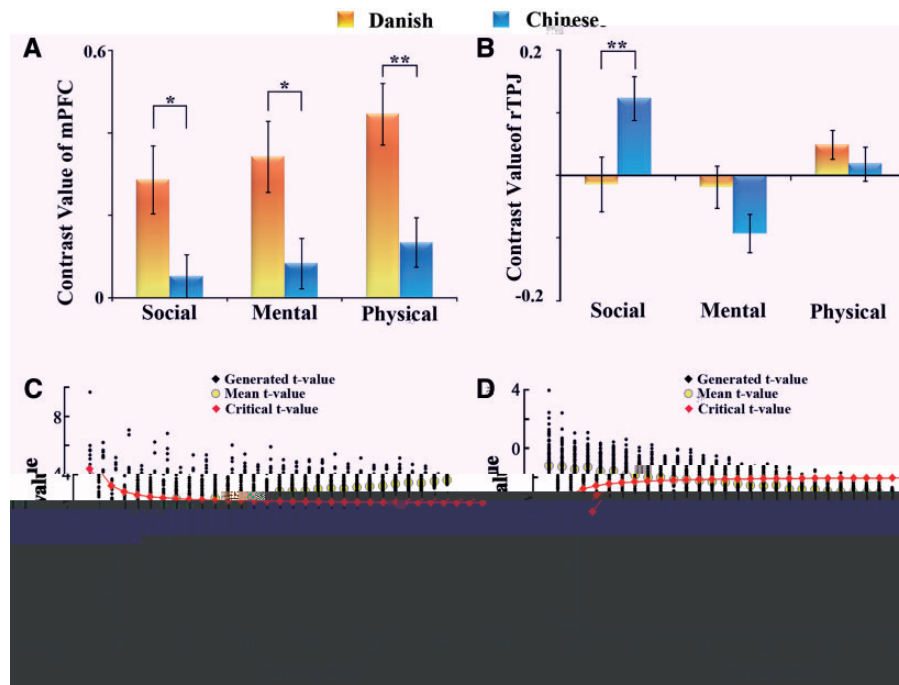 Danish
Chinese
A
0.6
**
*
*
Contrast Value of mPFC
0
Social
Mental
Physical
B
0.2
**
Contrast Valueof rTPJ
-0.2
Social
Mental
Physical
C
Generated t-value
Mean t-value
Critical t-value
8
4
value
D
Generated t-value
Mean t-value
Critical t-value
4
0
value